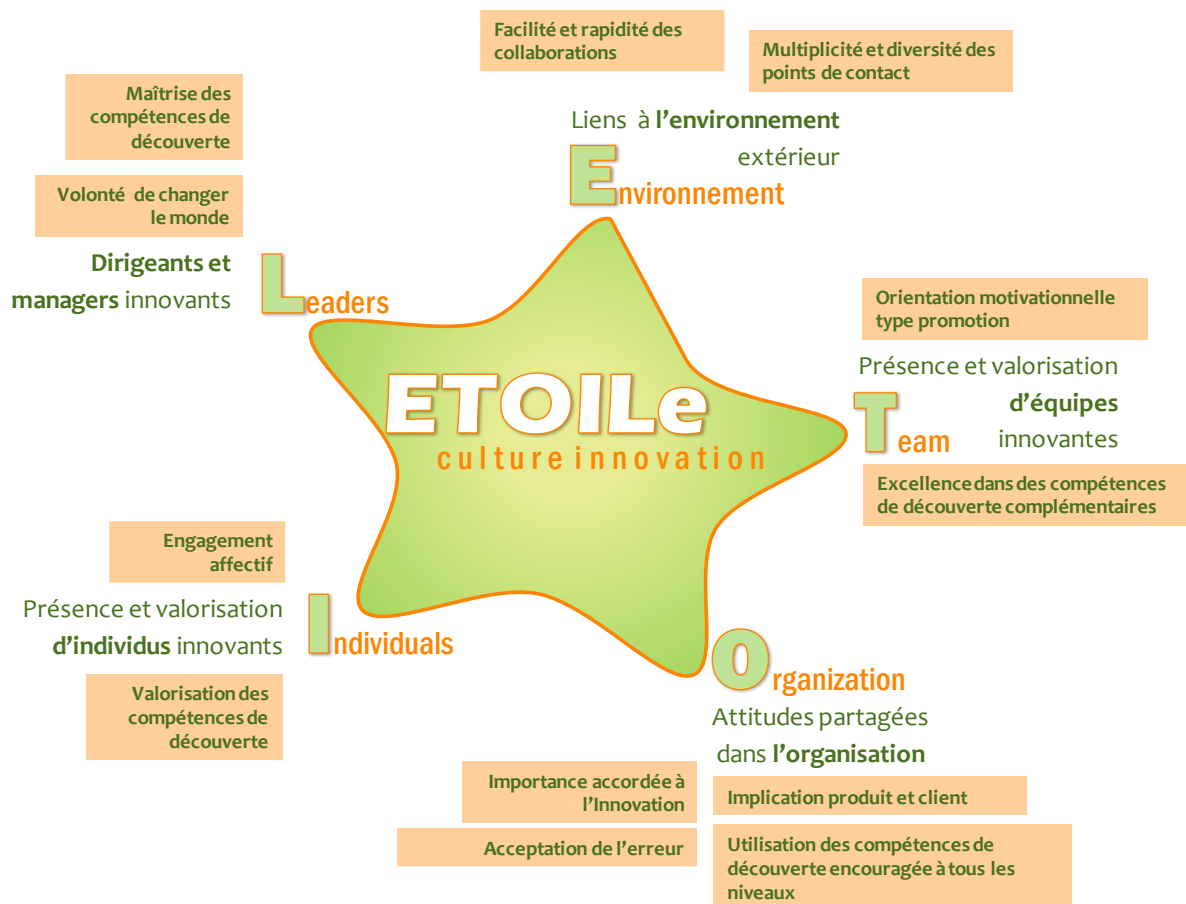 Facilité et rapidité des
collaborations
Multiplicité et diversité des
points de contact
Liens à l’environnement
extérieur
Environnement
Maîtrise des
compétences de
découverte
Volonté de changer
le monde
Dirigeants et
managers innovants
Leaders
Orientation motivationnelle
type promotion
Présence et valorisation
d’équipes
innovantes
Team
Excellence dans des compétences
de découverte complémentaires
ETOILe
culture innovation
Engagement
affectif
Présence et valorisation
d’individus innovants
Individuals
Valorisation des
compétences de
découverte
Organization
Attitudes partagées
dans l’organisation
Importance accordée à
l’Innovation
Implication produit et client
Acceptation de l’erreur
Utilisation des compétences de
découverte encouragée à tous les
niveaux